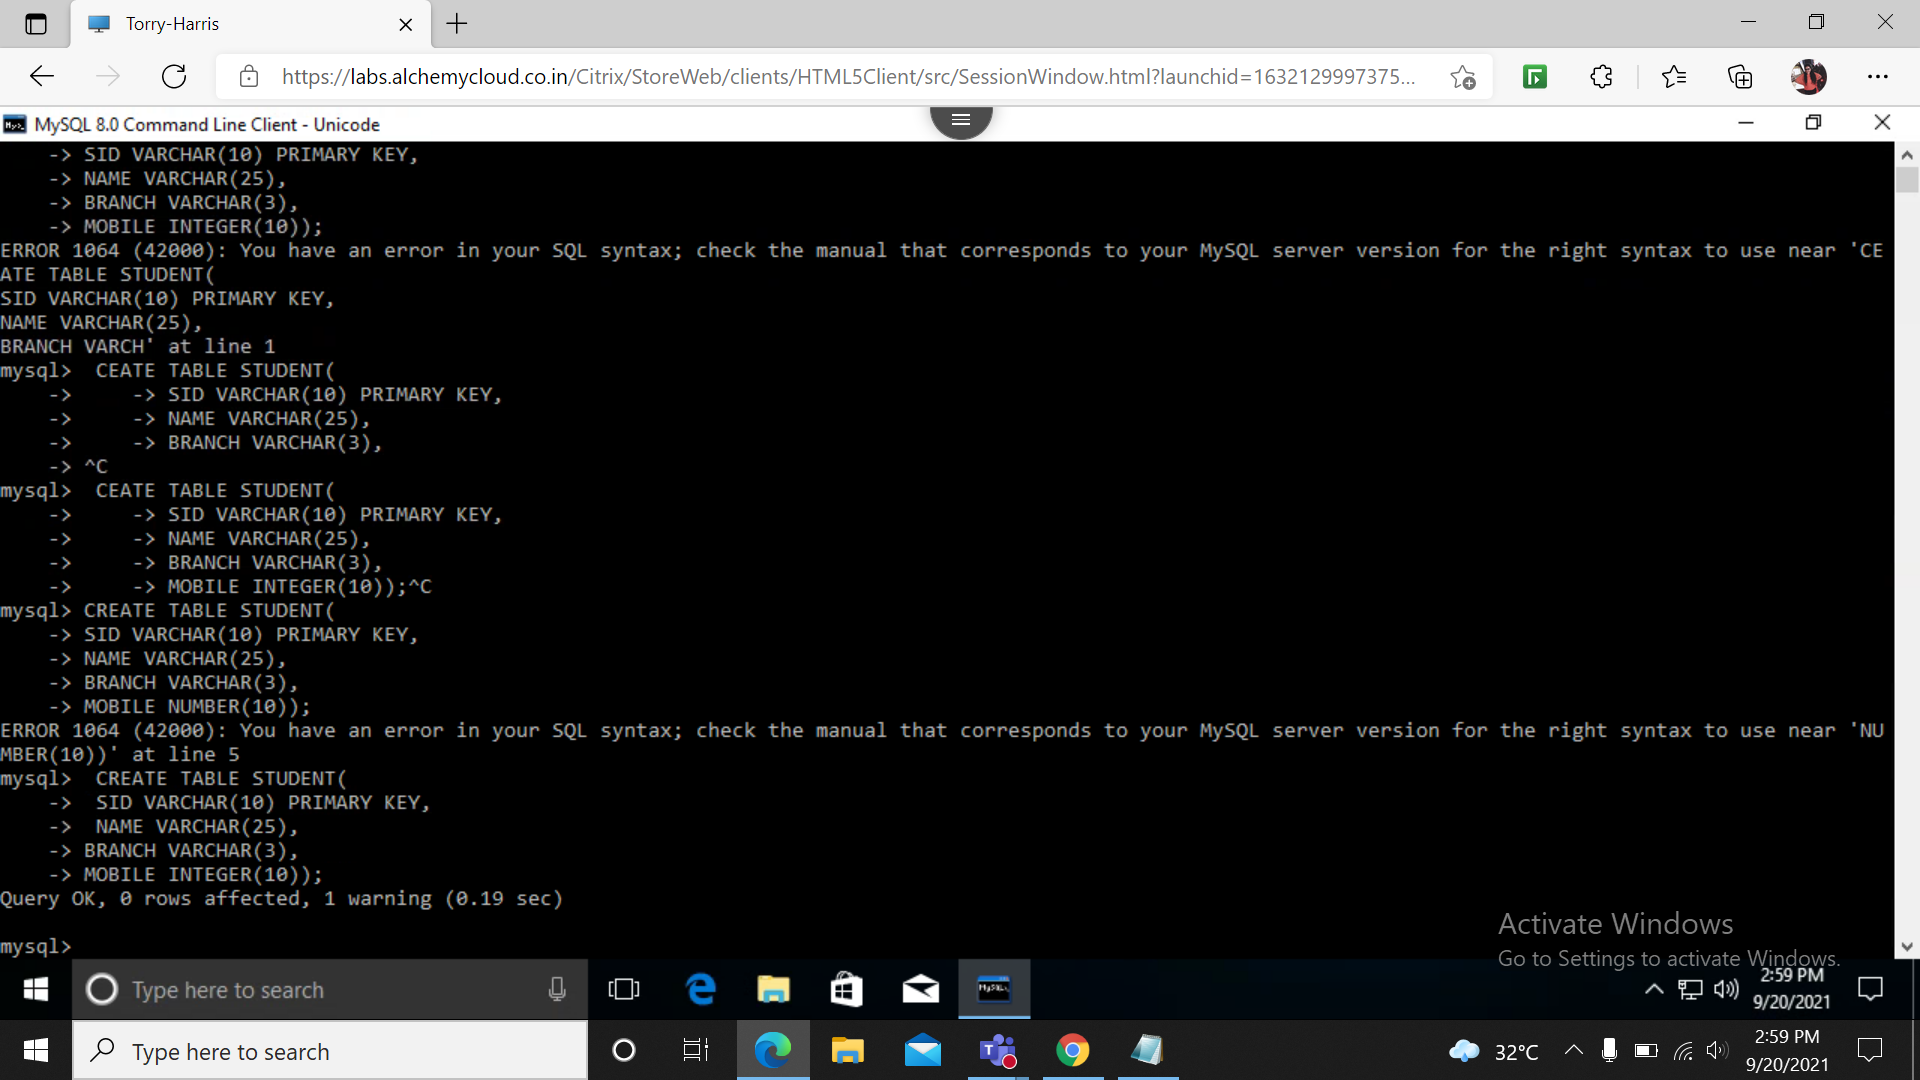 Torry-Harris
https://labs.alchemycloud.co.in/Citrix/StoreWeb/clients/HTML5Client/src/SessionWindow.html?launchid=1632129997375...
MySQL 8.0 Command Line Client - Unicode
-> SID VARCHAR(10) PRIMARY KEY,
-> NAME VARCHAR(25),
-> BRANCH VARCHAR(3),
-> MOBILE INTEGER(10));
ERROR 1064 (42000): You have an error in your SQL syntax; check the manual that corresponds to your MySQL server version for the right syntax to use near 'CE
ATE TABLE STUDENT(
SID VARCHAR(10) PRIMARY KEY,
NAME VARCHAR(25),
BRANCH VARCH' at line 1
mysql>  CEATE TABLE STUDENT(
->     -> SID VARCHAR(10) PRIMARY KEY,
->     -> NAME VARCHAR(25),
->     -> BRANCH VARCHAR(3),
-> ^C
mysql>  CEATE TABLE STUDENT(
->     -> SID VARCHAR(10) PRIMARY KEY,
->     -> NAME VARCHAR(25),
->     -> BRANCH VARCHAR(3),
->     -> MOBILE INTEGER(10));^C
mysql> CREATE TABLE STUDENT(
-> SID VARCHAR(10) PRIMARY KEY,
-> NAME VARCHAR(25),
-> BRANCH VARCHAR(3),
-> MOBILE NUMBER(10));
ERROR 1064 (42000): You have an error in your SQL syntax; check the manual that corresponds to your MySQL server version for the right syntax to use near 'NU
MBER(10))' at line 5
mysql>  CREATE TABLE STUDENT(
->  SID VARCHAR(10) PRIMARY KEY,
->  NAME VARCHAR(25),
-> BRANCH VARCHAR(3),
-> MOBILE INTEGER(10));
Query OK, 0 rows affected, 1 warning (0.19 sec)
mysql>
Activate Windows
Go to Settings to activate Windows.
Type here to search
2:59 PM
9/20/2021
Type here to search
32°C
2:59 PM
9/20/2021